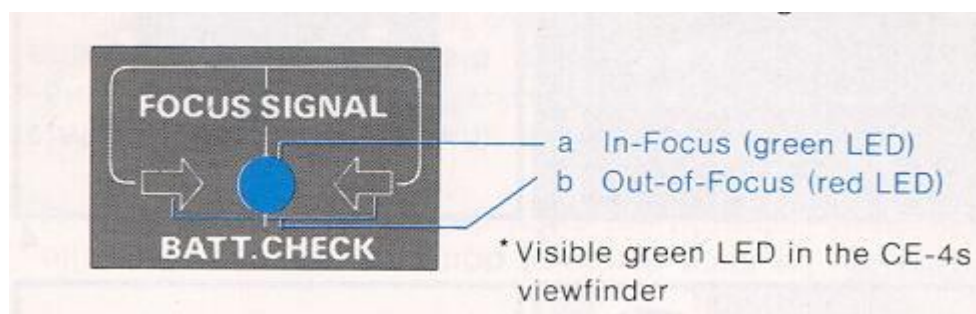 FOCUS SIGNAL
BATT.CHECK
a In-Focus (green LED)
b Out-of-Focus (red LED)
*Visible green LED in the CE-4s
viewfinder